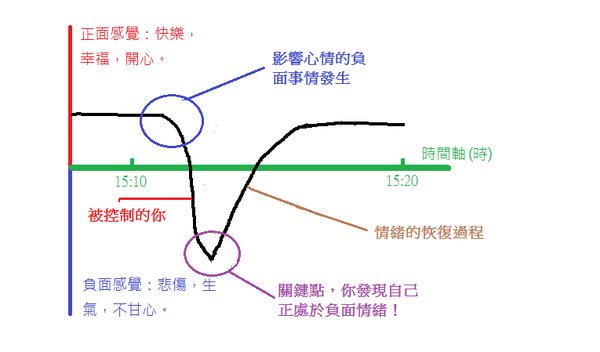 正面感覺：快樂，
幸福，開心。
影響心情的負
面事情發生
時間軸(時)
15:10
15:20
被控制的你
情緒的恢復過程
負面感覺：悲傷，生
氣，不甘心。
關鍵點，你發現自己
正處於負面情緒！